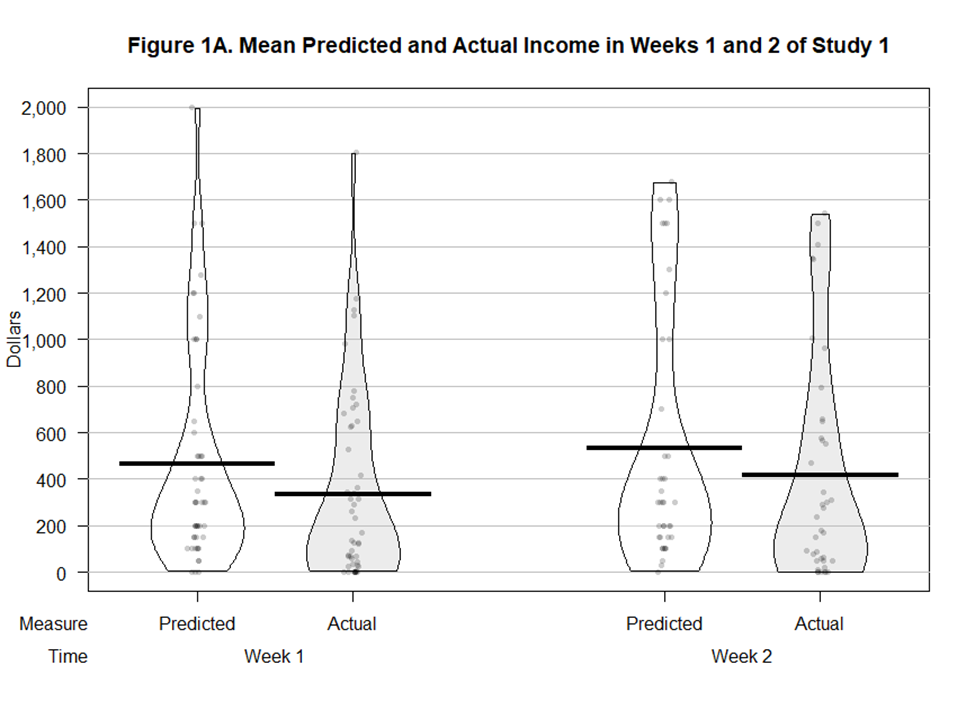 Figure 1A. Mean Predicted and Actual Income in Weeks 1 and 2 of Study 1
Dollars
2,000
1,800
1,600
1,400
1,200
1,000
800
600
400
200
0
Measure Predicted Actual Predicted Actual
Time Week 1 Week 2